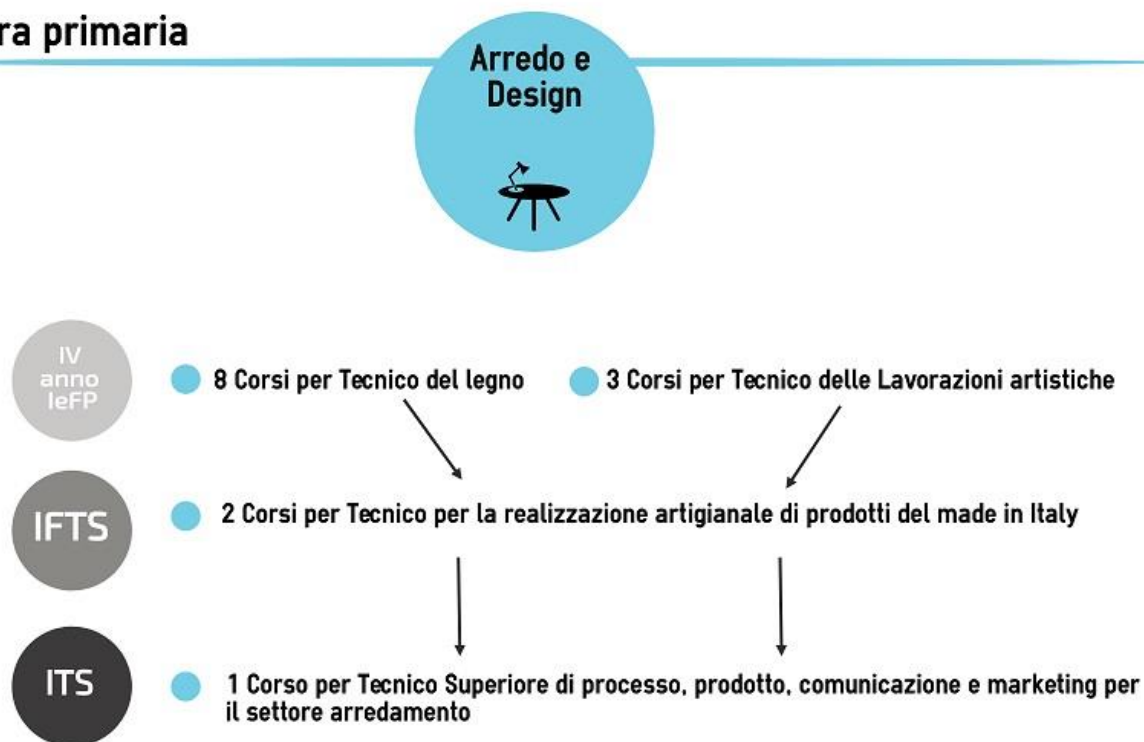 ra primaria
Arredo e
Design
IV
anno
IeFP
8 Corsi per Tecnico del legno
3 Corsi per Tecnico delle Lavorazioni artistiche
IFTS
2 Corsi per Tecnico per la realizzazione artigianale di prodotti del made in Italy
ITS
1 Corso per Tecnico Superiore di processo, prodotto, comunicazione e marketing per
il settore arredamento